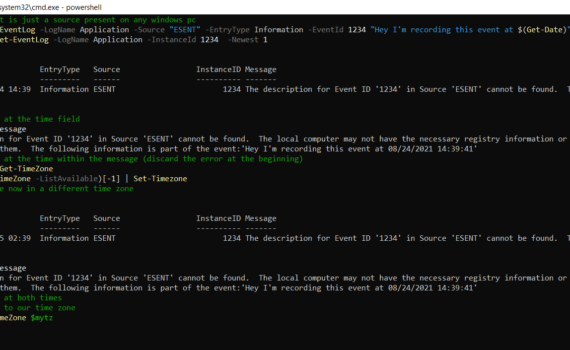 system32\cmd.exe - powershell
t is just a source present on any windows pc
EventLog -LogName Application -Source "ESENT" -EntryType Information -EventId 1234 "Hey I'm recording this event at $(Get-Date)"
et-EventLog -LogName Application -InstanceId 1234 -Newest 1
EntryType Source InstanceID Message
--------- ------ ---------- -------
4 14:39 Information ESENT 1234 The description for Event ID '1234' in Source 'ESENT' cannot be found. T
at the time field
essage
n for Event ID '1234' in Source 'ESENT' cannot be found. The local computer may not have the necessary registry information or
them. The following information is part of the event:'Hey I'm recording this event at 08/24/2021 14:39:41'
at the time within the message (discard the error at the beginning)
Get-TimeZone
imeZone -ListAvailable)[-1] | Set-Timezone
e now in a different time zone
EntryType Source InstanceID Message
--------- ------ ---------- -------
5 02:39 Information ESENT 1234 The description for Event ID '1234' in Source 'ESENT' cannot be found. T
essage
n for Event ID '1234' in Source 'ESENT' cannot be found. The local computer may not have the necessary registry information or
them. The following information is part of the event:'Hey I'm recording this event at 08/24/2021 14:39:41'
at both times
to our time zone
meZone $mytz